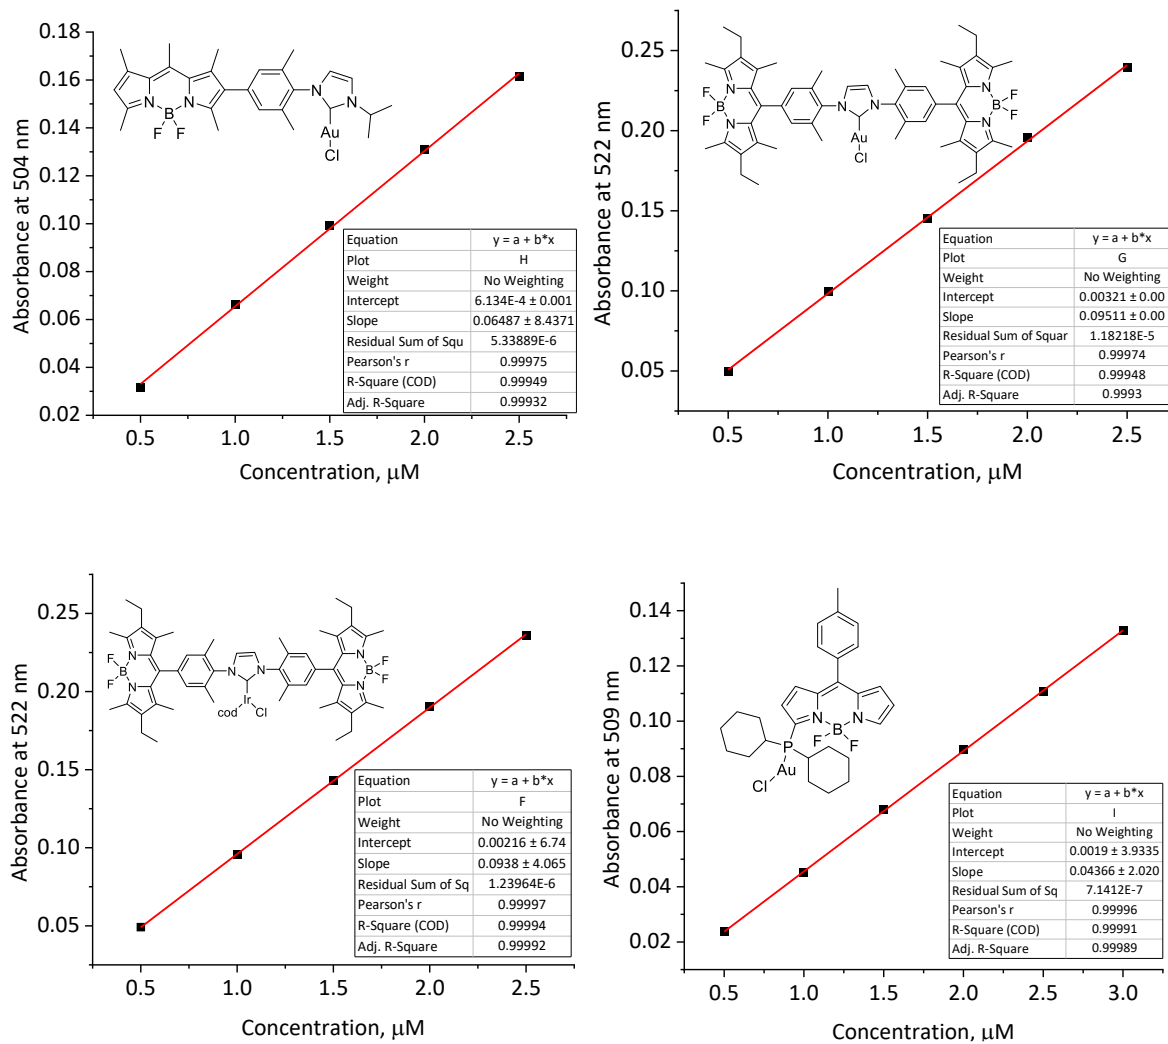 0.18
0.16
0.14
0.12
0.10
0.08
0.06
0.04
0.02
Absorbance at 504 nm
N
N
B
F
F
N
N
Au
Cl
Equation y = a + b*x
Plot H
Weight No Weighting
Intercept 6.134E-4 ± 0.001
Slope 0.06487 ± 8.4371
Residual Sum of Squ 5.33889E-6
Pearson's r 0.99975
R-Square (COD) 0.99949
Adj. R-Square 0.99932
0.5 1.0 1.5 2.0 2.5
Concentration, μM
0.25
0.20
0.15
0.10
0.05
Absorbance at 522 nm
F
F
B
N
N
N
N
Au
Cl
N
N
B
F
F
Equation y = a + b*x
Plot G
Weight No Weighting
Intercept 0.00321 ± 0.00
Slope 0.09511 ± 0.00
Residual Sum of Squar 1.18218E-5
Pearson's r 0.99974
R-Square (COD) 0.99948
Adj. R-Square 0.9993
0.5 1.0 1.5 2.0 2.5
Concentration, μM
0.25
0.20
0.15
0.10
0.05
Absorbance at 522 nm
F
F
B
N
N
N
N
Ir
cod
Cl
N
N
B
F
F
Equation y = a + b*x
Plot F
Weight No Weighting
Intercept 0.00216 ± 6.74
Slope 0.0938 ± 4.065
Residual Sum of Sq 1.23964E-6
Pearson's r 0.99997
R-Square (COD) 0.99994
Adj. R-Square 0.99992
0.5 1.0 1.5 2.0 2.5
Concentration, μM
0.14
0.12
0.10
0.08
0.06
0.04
0.02
Absorbance at 509 nm
N
N
B
F
F
P
Au
Cl
Equation y = a + b*x
Plot I
Weight No Weighting
Intercept 0.0019 ± 3.9335
Slope 0.04366 ± 2.020
Residual Sum of Sq 7.1412E-7
Pearson's r 0.99996
R-Square (COD) 0.99991
Adj. R-Square 0.99989
0.5 1.0 1.5 2.0 2.5 3.0
Concentration, μM